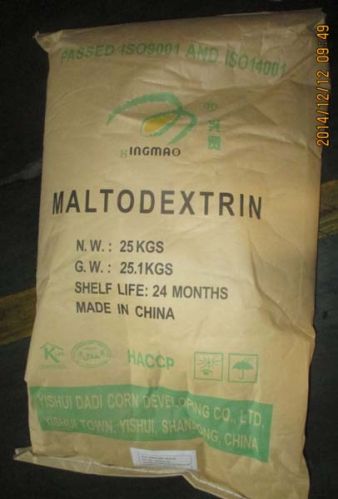 2014/12/12 09:49
PASSED ISO9001 AND ISO14001
MALTODEXTRIN
N.W.: 25KGS
G.W.: 25.1KGS
SHELF LIFE: 24 MONTHS
MADE IN CHINA
HACCP
YISHUI DADI CORN DEVELOPING CO., LTD.
YISHUI TOWN, YISHUI, SHANDONG, CHINA